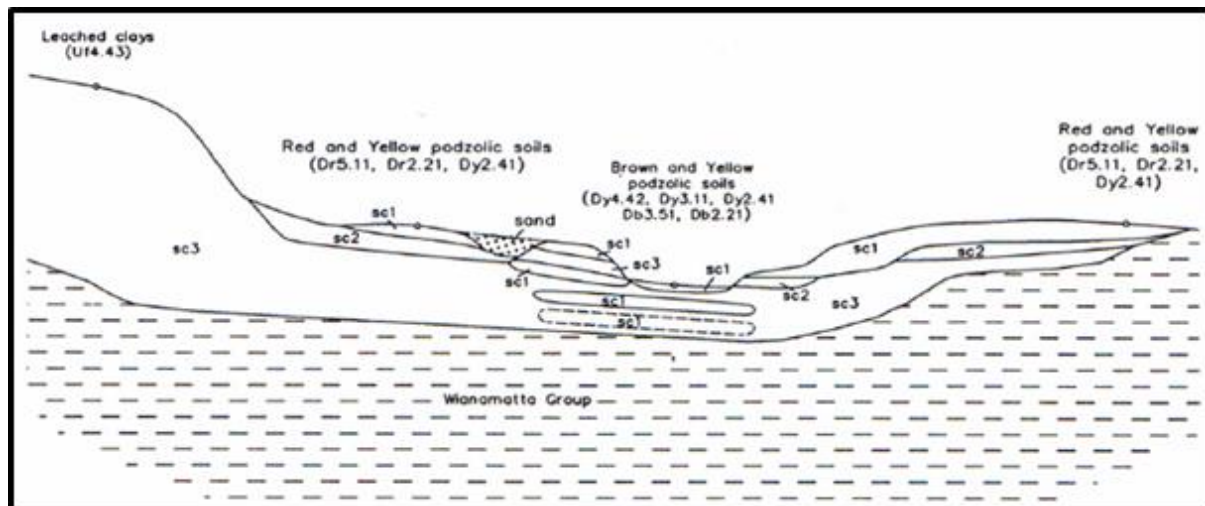 Leached clays
(Uf4.43)
Red and Yellow podzolic soils
(Dr5.11, Dr2.21, Dy2.41)
Brown and Yellow
podzolic soils
(Dy4.42, Dy3.11, Dy2.41
Db3.51, Db2.21)
Red and Yellow
podzolic soils
(Dr5.11, Dr2.21,
Dy2.41)
sc1
sand
sc2
sc1
sc1
sc2
sc3
sc3
sc1
sc1
sc2
sc3
sc1
sc1
Wianamatta Group